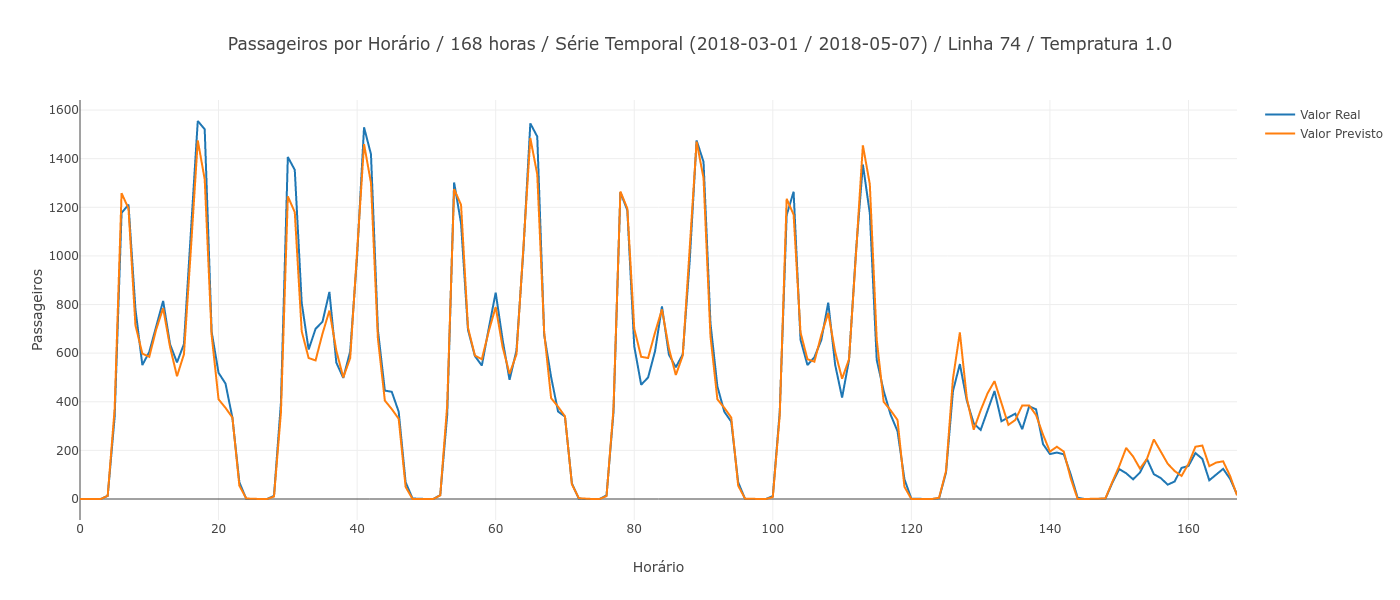 Passageiros por Horário / 168 horas / Série Temporal (2018-03-01 / 2018-05-07) / Linha 74 / Tempratura 1.0
Valor Real
Valor Previsto
Passageiros
1600
1400
1200
1000
800
600
400
200
0
0 20 40 60 80 100 120 140 160
Horário